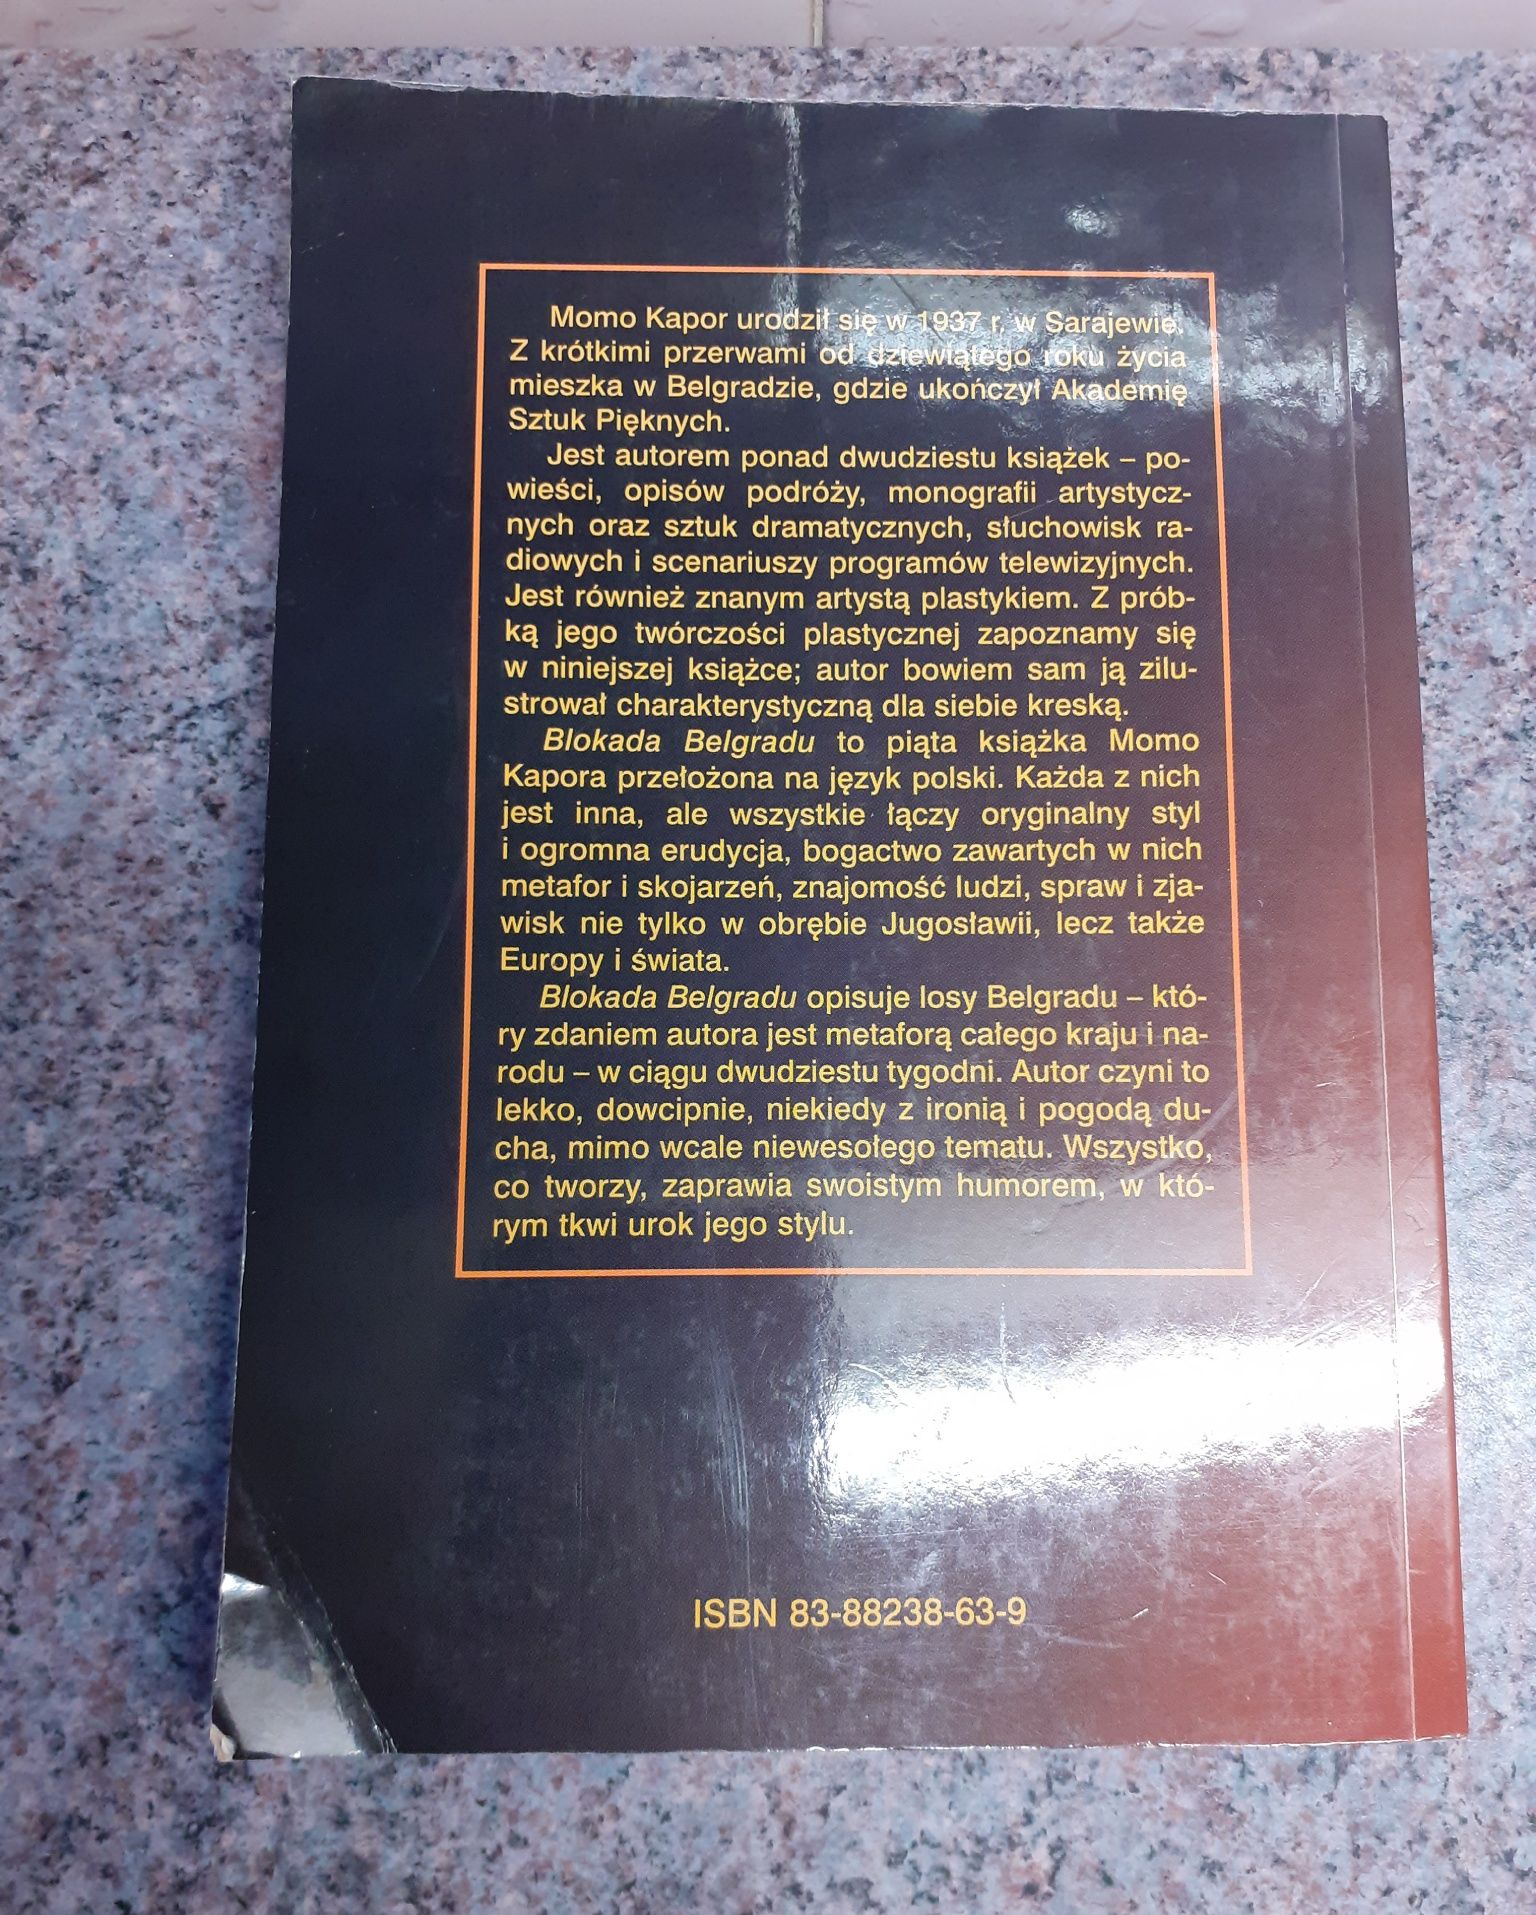 Momo Kapor urodził się w 1937 r. w Sarajewie.
Z krótkimi przerwami od dziewiątego roku życia
mieszka w Belgradzie, gdzie ukończył Akademię
Sztuk Pięknych.
Jest autorem ponad dwudziestu książek – po-
wieści, opisów podróży, monografii artystycz-
nych oraz sztuk dramatycznych, słuchowisk ra-
diowych i scenariuszy programów telewizyjnych.
Jest również znanym artystą plastykiem. Z prób-
ką jego twórczości plastycznej zapoznamy się
w niniejszej książce; autor bowiem sam ją zilu-
strował charakterystyczną dla siebie kreską.
Blokada Belgradu to piąta książka Momo
Kapora przełożona na język polski. Każda z nich
jest inna, ale wszystkie łączy oryginalny styl
i ogromna erudycja, bogactwo zawartych w nich
metafor i skojarzeń, znajomość ludzi, spraw i zja-
wisk nie tylko w obrębie Jugosławii, lecz także
Europy i świata.
Blokada Belgradu opisuje losy Belgradu – któ-
ry zdaniem autora jest metaforą całego kraju i na-
rodu – w ciągu dwudziestu tygodni. Autor czyni to
lekko, dowcipnie, niekiedy z ironią i pogodą du-
cha, mimo wcale niewesołego tematu. Wszystko,
co tworzy, zaprawia swoistym humorem, w któ-
rym tkwi urok jego stylu.
ISBN 83-88238-63-9